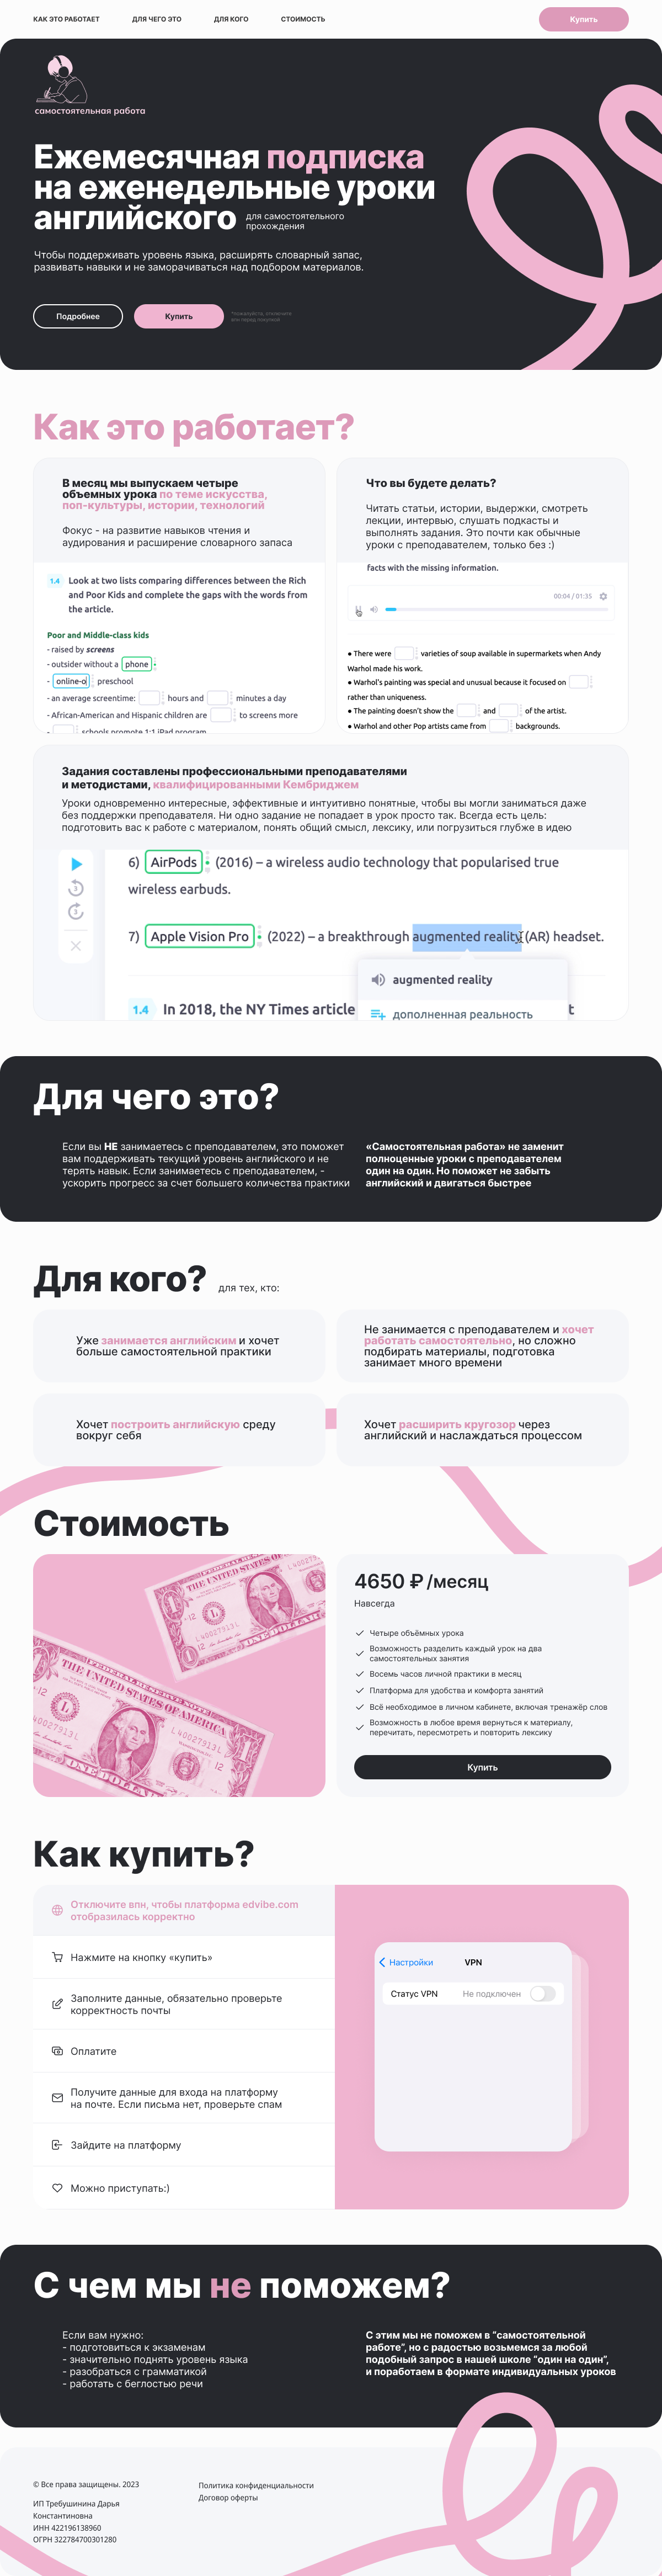 КАК ЭТО РАБОТАЕТ
ДЛЯ ЧЕГО ЭТО
ДЛЯ КОГО
СТОИМОСТЬ
Купить
самостоятельная работа
Ежемесячная подписка
на еженедельные уроки
английского
для самостоятельного
прохождения
Чтобы поддерживать уровень языка, расширять словарный запас,
развивать навыки и не заморачиваться над подбором материалов.
Подробнее
Купить
*пожалуйста, отключите
впн перед покупкой
Как это работает?
В месяц мы выпускаем четыре
объемных урока по теме искусства,
поп-культуры, истории, технологий
Фокус - на развитие навыков чтения и
аудирования и расширение словарного запаса
1.4 Look at two lists comparing differences between the Rich
and Poor Kids and complete the gaps with the words from
the article.
Poor and Middle-class kids
- raised by screens
- outsider without a phone
- online-o preschool
- an average screentime: hours and minutes a day
- African-American and Hispanic children are to screens more
- schools promote 1:1 iPad program
Что вы будете делать?
Читать статьи, истории, выдержки, смотреть
лекции, интервью, слушать подкасты и
выполнять задания. Это почти как обычные
уроки с преподавателем, только без :)
facts with the missing information.
00:04 / 01:35
● There were varieties of soup available in supermarkets when Andy
Warhol made his work.
● Warhol's painting was special and unusual because it focused on
rather than uniqueness.
● The painting doesn't show the and of the artist.
● Warhol and other Pop artists came from backgrounds.
Задания составлены профессиональными преподавателями
и методистами, квалифицированными Кембриджем
Уроки одновременно интересные, эффективные и интуитивно понятные, чтобы вы могли заниматься даже
без поддержки преподавателя. Ни одно задание не попадает в урок просто так. Всегда есть цель:
подготовить вас к работе с материалом, понять общий смысл, лексику, или погрузиться глубже в идею
3
3
6) AirPods (2016) – a wireless audio technology that popularised true
wireless earbuds.
7) Apple Vision Pro (2022) – a breakthrough augmented reality (AR) headset.
augmented reality
1.4 In 2018, the NY Times article t
дополненная реальность
Для чего это?
Если вы НЕ занимаетесь с преподавателем, это поможет
вам поддерживать текущий уровень английского и не
терять навык. Если занимаетесь с преподавателем, -
ускорить прогресс за счет большего количества практики
«Самостоятельная работа» не заменит
полноценные уроки с преподавателем
один на один. Но поможет не забыть
английский и двигаться быстрее
Для кого?
для тех, кто:
Уже занимается английским и хочет
больше самостоятельной практики
Не занимается с преподавателем и хочет
работать самостоятельно, но сложно
подбирать материалы, подготовка
занимает много времени
Хочет построить английскую среду
вокруг себя
Хочет расширить кругозор через
английский и наслаждаться процессом
Стоимость
FEDERAL RESERVE NOTE
THE UNITED STATES OF AMERICA
L 40027913
12
ONE DOLLAR
4650 ₽ /месяц
Навсегда
Четыре объёмных урока
Возможность разделить каждый урок на два
самостоятельных занятия
Восемь часов личной практики в месяц
Платформа для удобства и комфорта занятий
Всё необходимое в личном кабинете, включая тренажёр слов
Возможность в любое время вернуться к материалу,
перечитать, пересмотреть и повторить лексику
Купить
Как купить?
Отключите впн, чтобы платформа edvibe.com
отобразилась корректно
Нажмите на кнопку «купить»
Заполните данные, обязательно проверьте
корректность почты
Оплатите
Получите данные для входа на платформу
на почте. Если письма нет, проверьте спам
Зайдите на платформу
Можно приступать:)
Настройки
VPN
Статус VPN
Не подключен
С чем мы не поможем?
Если вам нужно:
- подготовиться к экзаменам
- значительно поднять уровень языка
- разобраться с грамматикой
- работать с беглостью речи
С этим мы не поможем в “самостоятельной
работе”, но с радостью возьмемся за любой
подобный запрос в нашей школе “один на один”,
и поработаем в формате индивидуальных уроков
© Все права защищены. 2023
ИП Требушинина Дарья
Константиновна
ИНН 422196138960
ОГРН 322784700301280
Политика конфиденциальности
Договор оферты